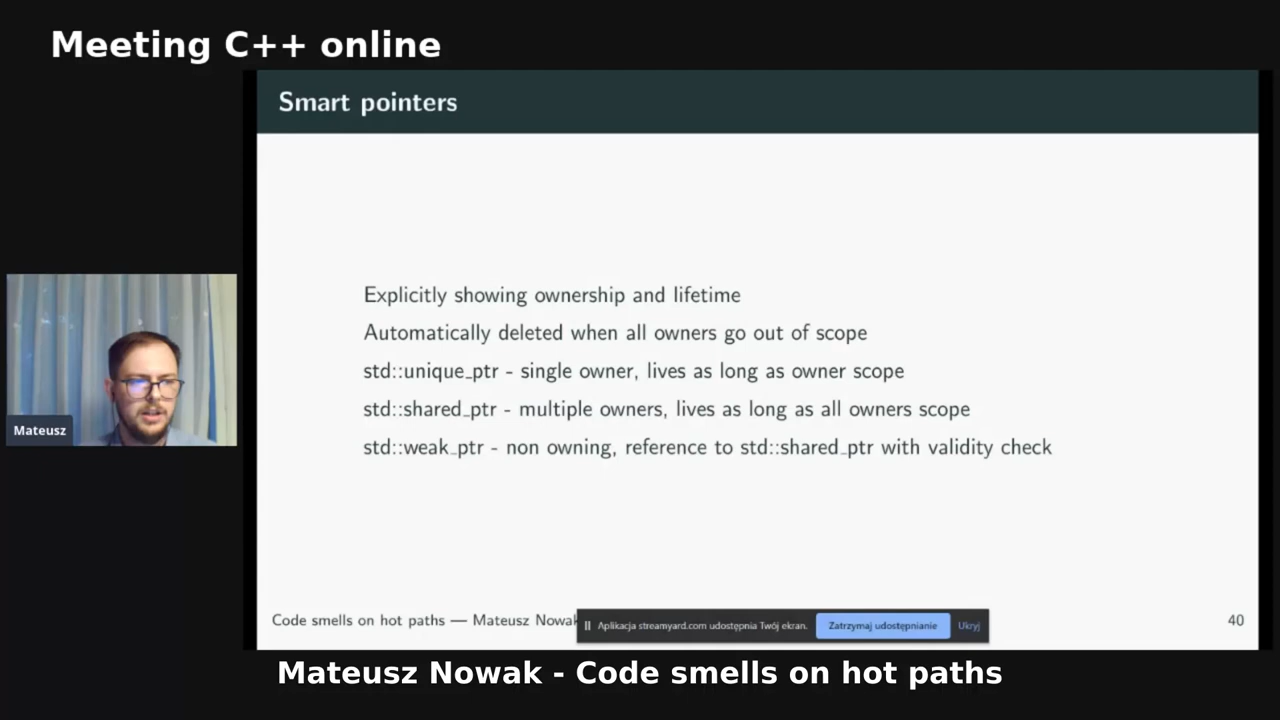 Meeting C++ online
Smart pointers
Explicitly showing ownership and lifetime
Automatically deleted when all owners go out of scope
std::unique_ptr - single owner, lives as long as owner scope
std::shared_ptr - multiple owners, lives as long as all owners scope
std::weak_ptr - non owning, reference to std::shared_ptr with validity check
Mateusz
Code smells on hot paths — Mateusz Nowak
Aplikacja streamyard.com udostępnia Twój ekran. Zatrzymaj udostępnianie Ukryj
40
Mateusz Nowak - Code smells on hot paths